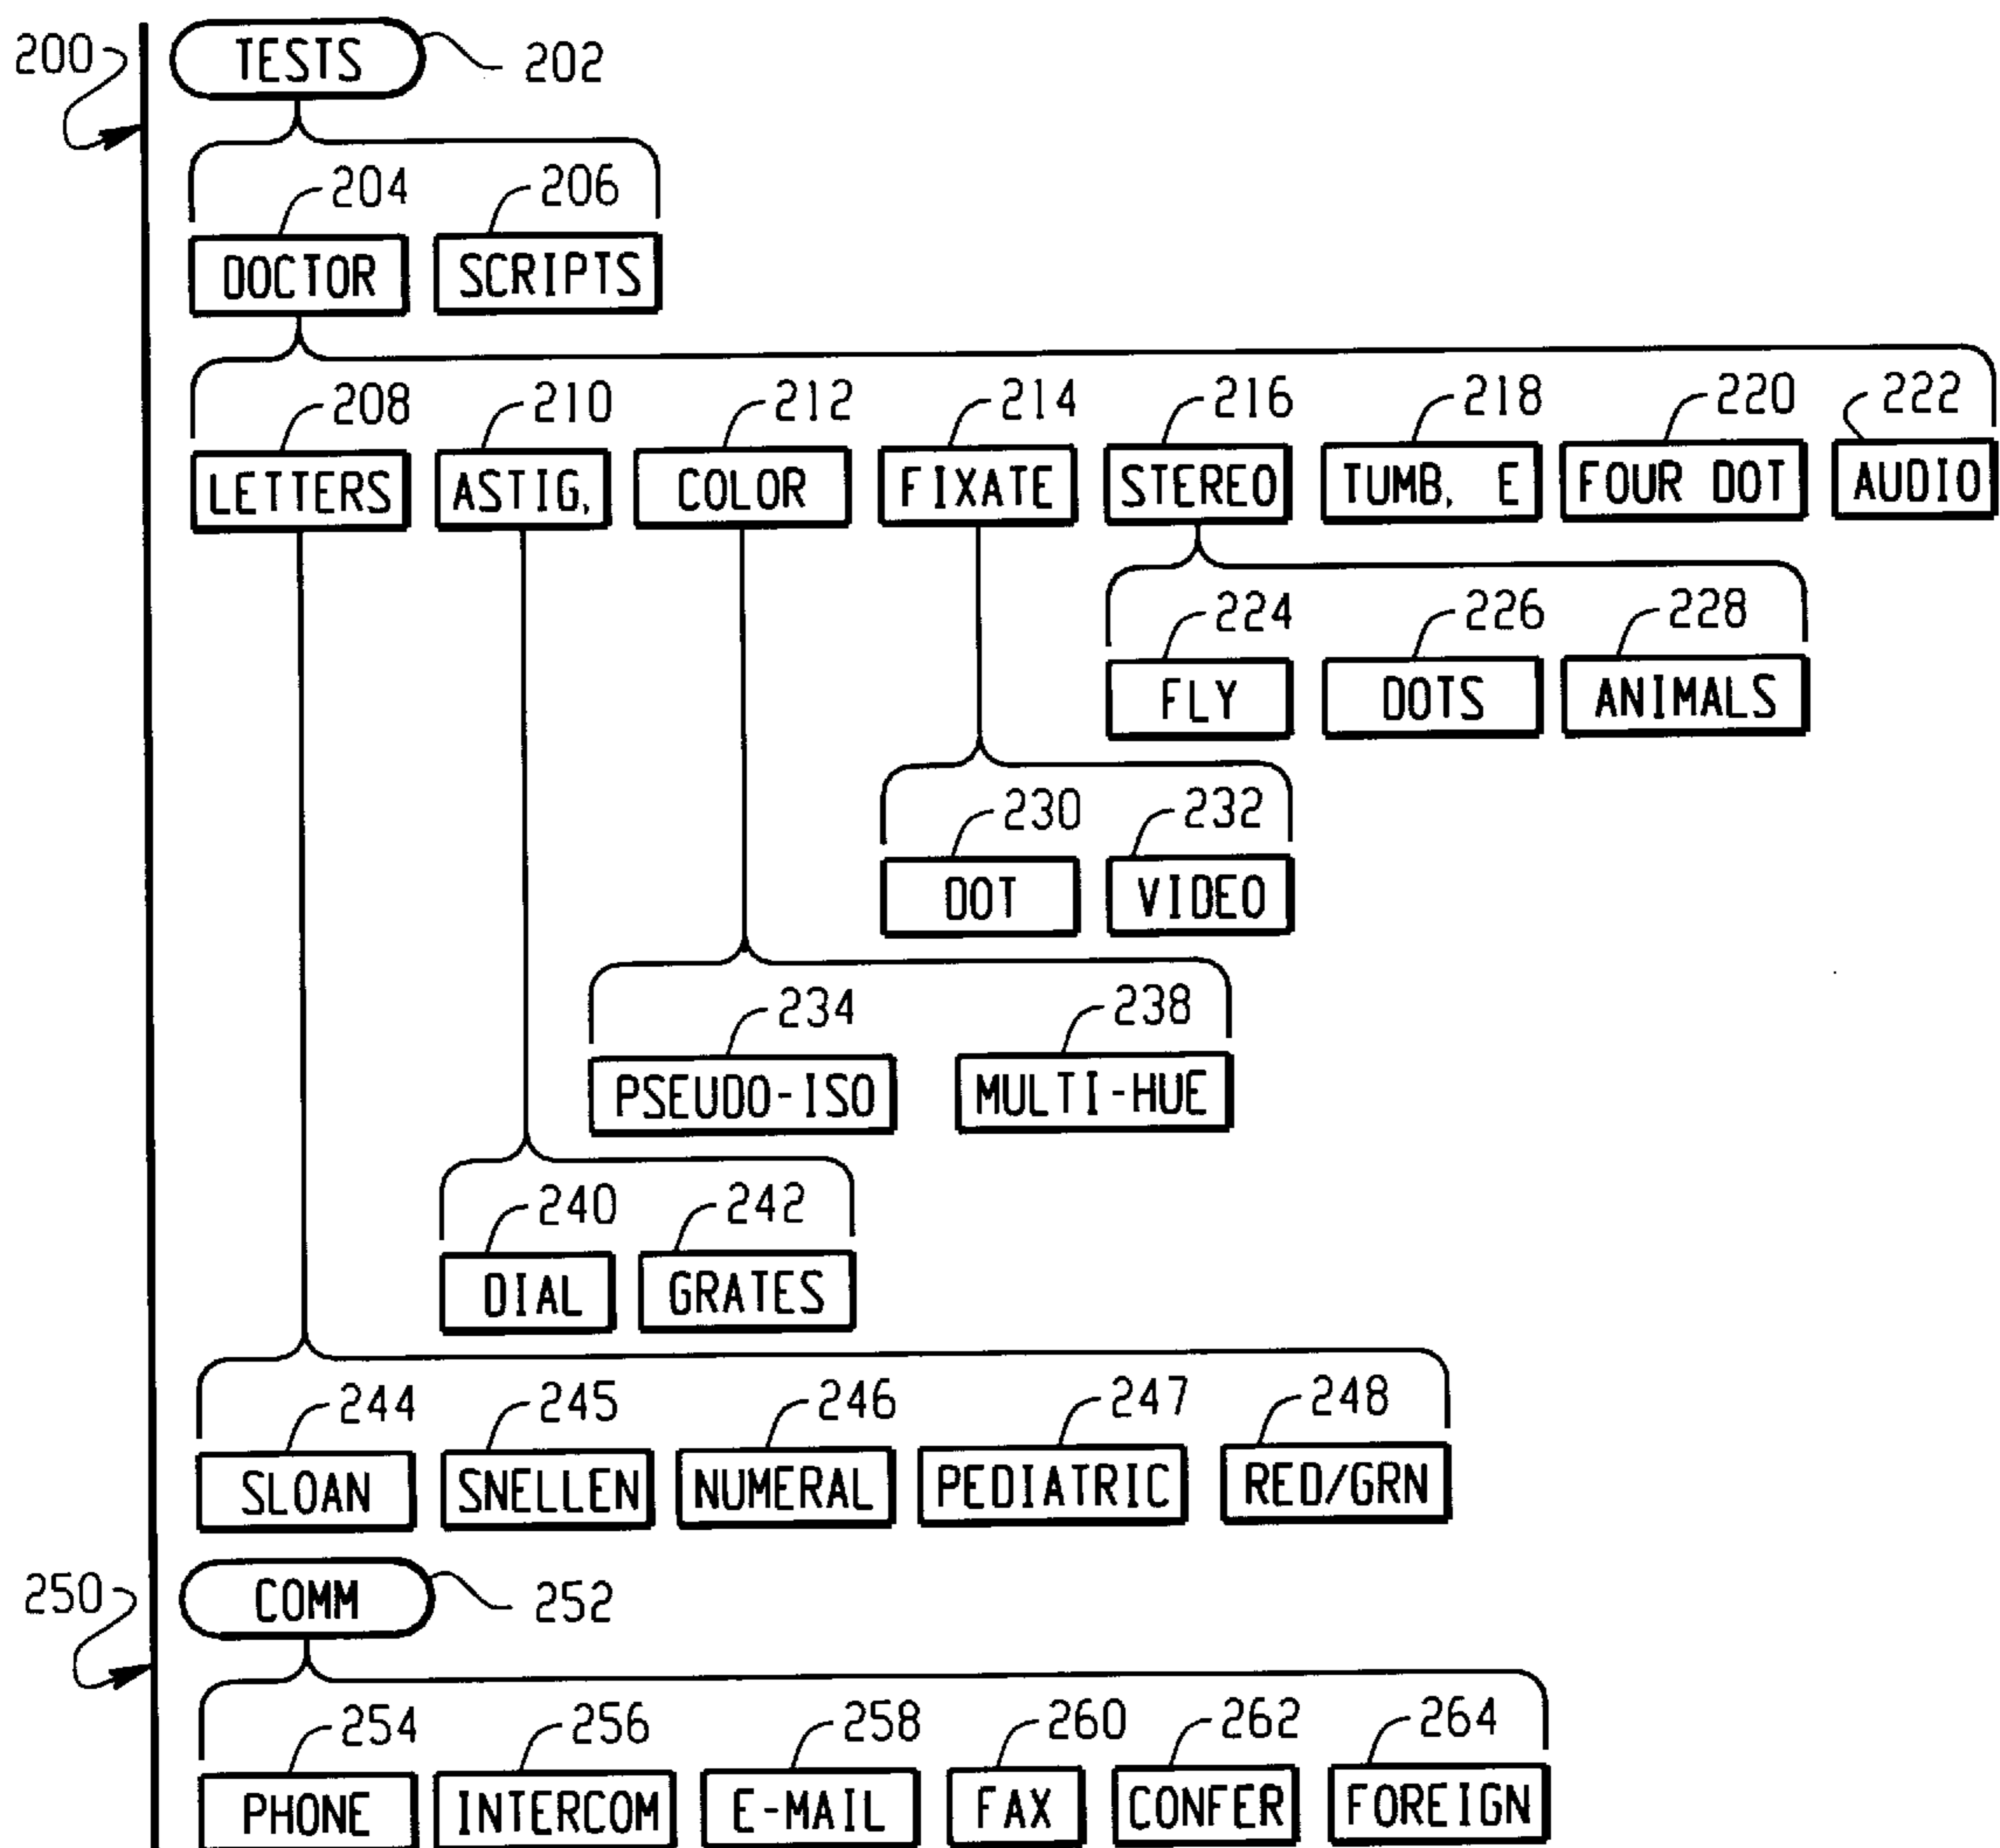 200 TESTS 202
204 206
DOCTOR SCRIPTS
208 210 212 214 216 218 220 222
LETTERS ASTIG, COLOR FIXATE STEREO TUMB, E FOUR DOT AUDIO
224 226 228
FLY DOTS ANIMALS
230 232
DOT VIDEO
234 238
PSEUDO-ISO MULTI-HUE
240 242
DIAL GRATES
244 245 246 247 248
SLOAN SNELLEN NUMERAL PEDIATRIC RED/GRN
250 COMM 252
254 256 258 260 262 264
PHONE INTERCOM E-MAIL FAX CONFER FOREIGN